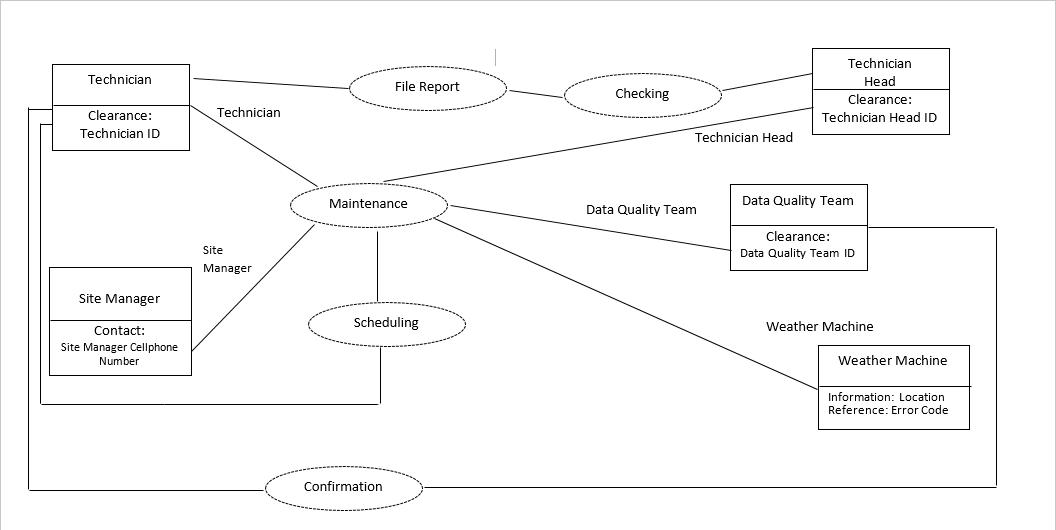 Technician
Clearance:
Technician ID
Technician
File Report
Checking
Technician
Head
Clearance:
Technician Head ID
Technician Head
Maintenance
Data Quality Team
Data Quality Team
Clearance:
Data Quality Team ID
Site
Manager
Site Manager
Contact:
Site Manager Cellphone
Number
Scheduling
Weather Machine
Weather Machine
Information: Location
Reference: Error Code
Confirmation